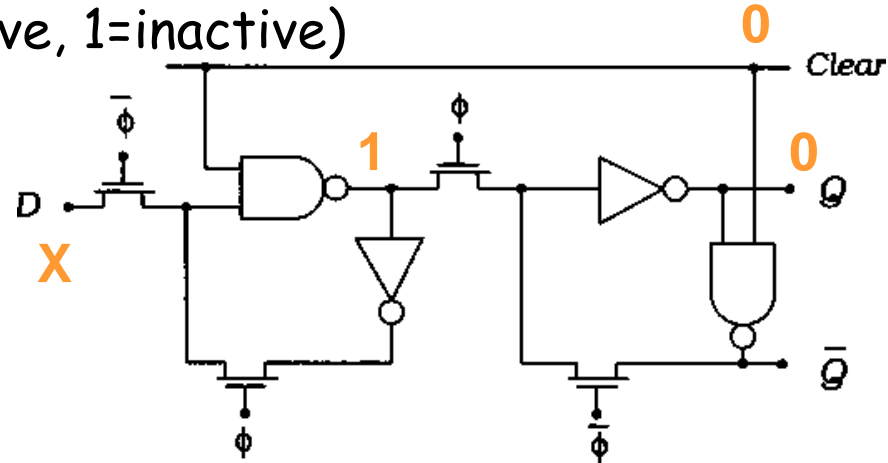 ve, 1=inactive)
0
Clear
ϕ̅
ϕ
1
0
D
Q
X
Q̅
ϕ
ϕ̅